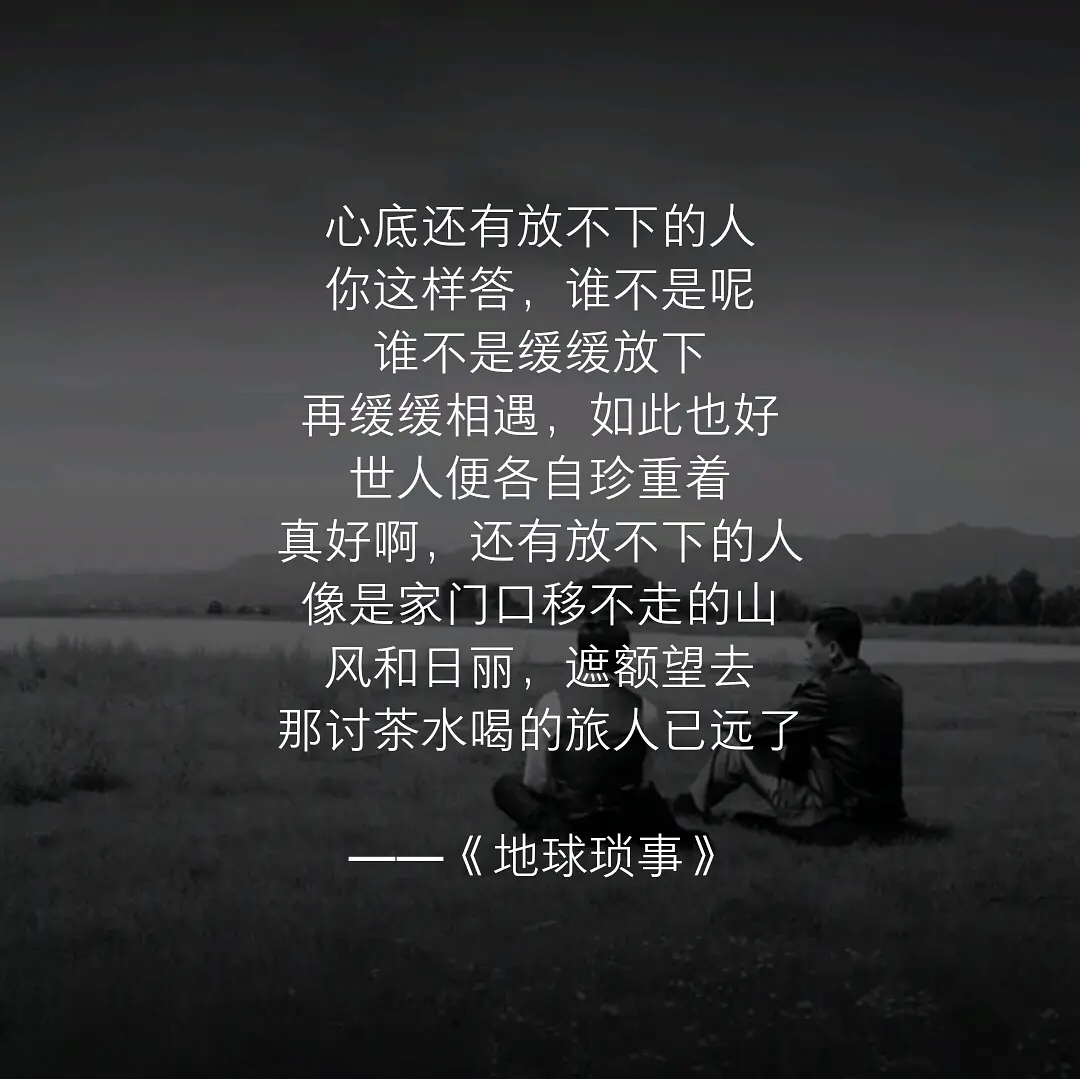 心底还有放不下的人
你这样答，谁不是呢
谁不是缓缓放下
再缓缓相遇，如此也好
世人便各自珍重着
真好啊，还有放不下的人
像是家门口移不走的山
风和日丽，遮额望去
那讨茶水喝的旅人已远了
——《地球琐事》